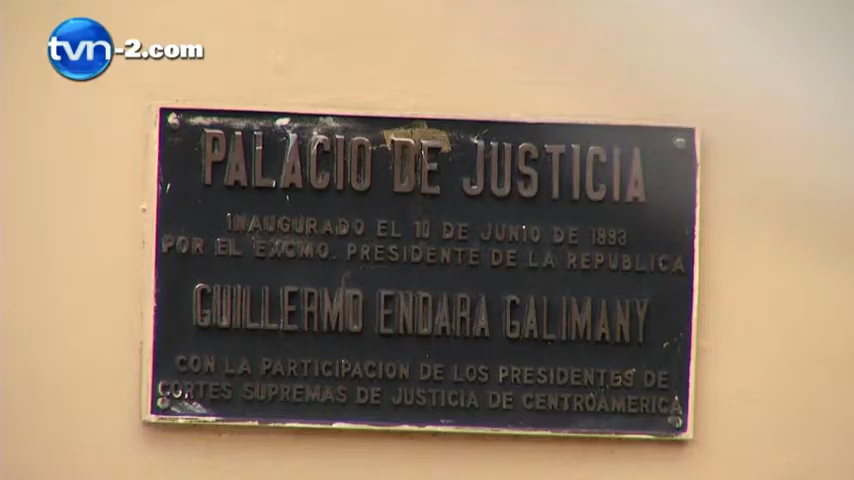 tvn-2.com
PALACIO DE JUSTICIA
INAUGURADO EL 10 DE JUNIO DE 1993
POR EL EXCMO. PRESIDENTE DE LA REPUBLICA
GUILLERMO ENDARA GALIMANY
CON LA PARTICIPACION DE LOS PRESIDENTES DE
CORTES SUPREMAS DE JUSTICIA DE CENTROAMERICA